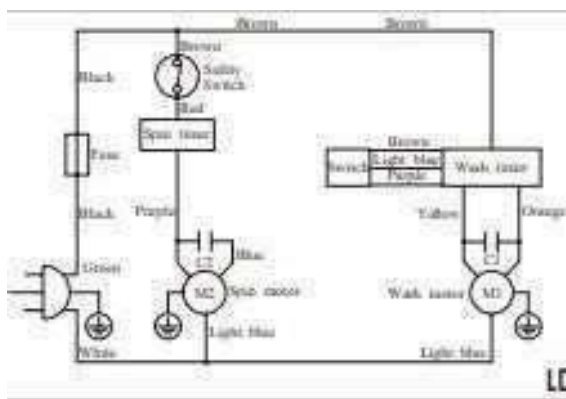 Brown Brown
Brown
Black
Safety
Switch
Red
Spin timer
Fuse
Brown
Switch Light blue Wash timer
Purple
Black
Purple
Yellow
Orange
Blue
C2
C1
Green
M2
Spin motor
Wash motor
M1
Light blue
White
Light blue
LD